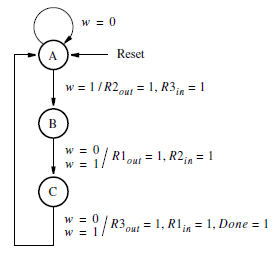 w = 0
A
Reset
w = 1 / R2out = 1, R3in = 1
B
w = 0
w = 1 / R1out = 1, R2in = 1
C
w = 0
w = 1 / R3out = 1, R1in = 1, Done = 1